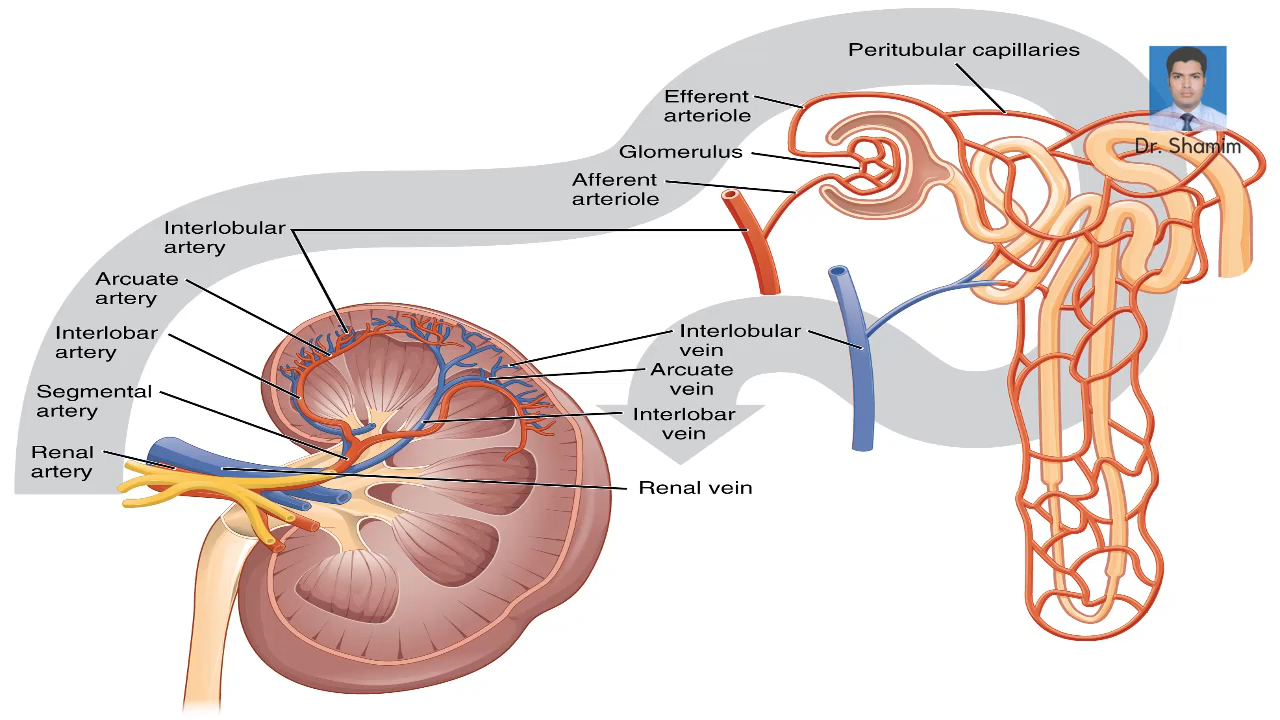 Peritubular capillaries
Efferent
arteriole
Glomerulus
Afferent
arteriole
Dr. Shamim
Interlobular
artery
Arcuate
artery
Interlobar
artery
Segmental
artery
Renal
artery
Interlobular
vein
Arcuate
vein
Interlobar
vein
Renal vein